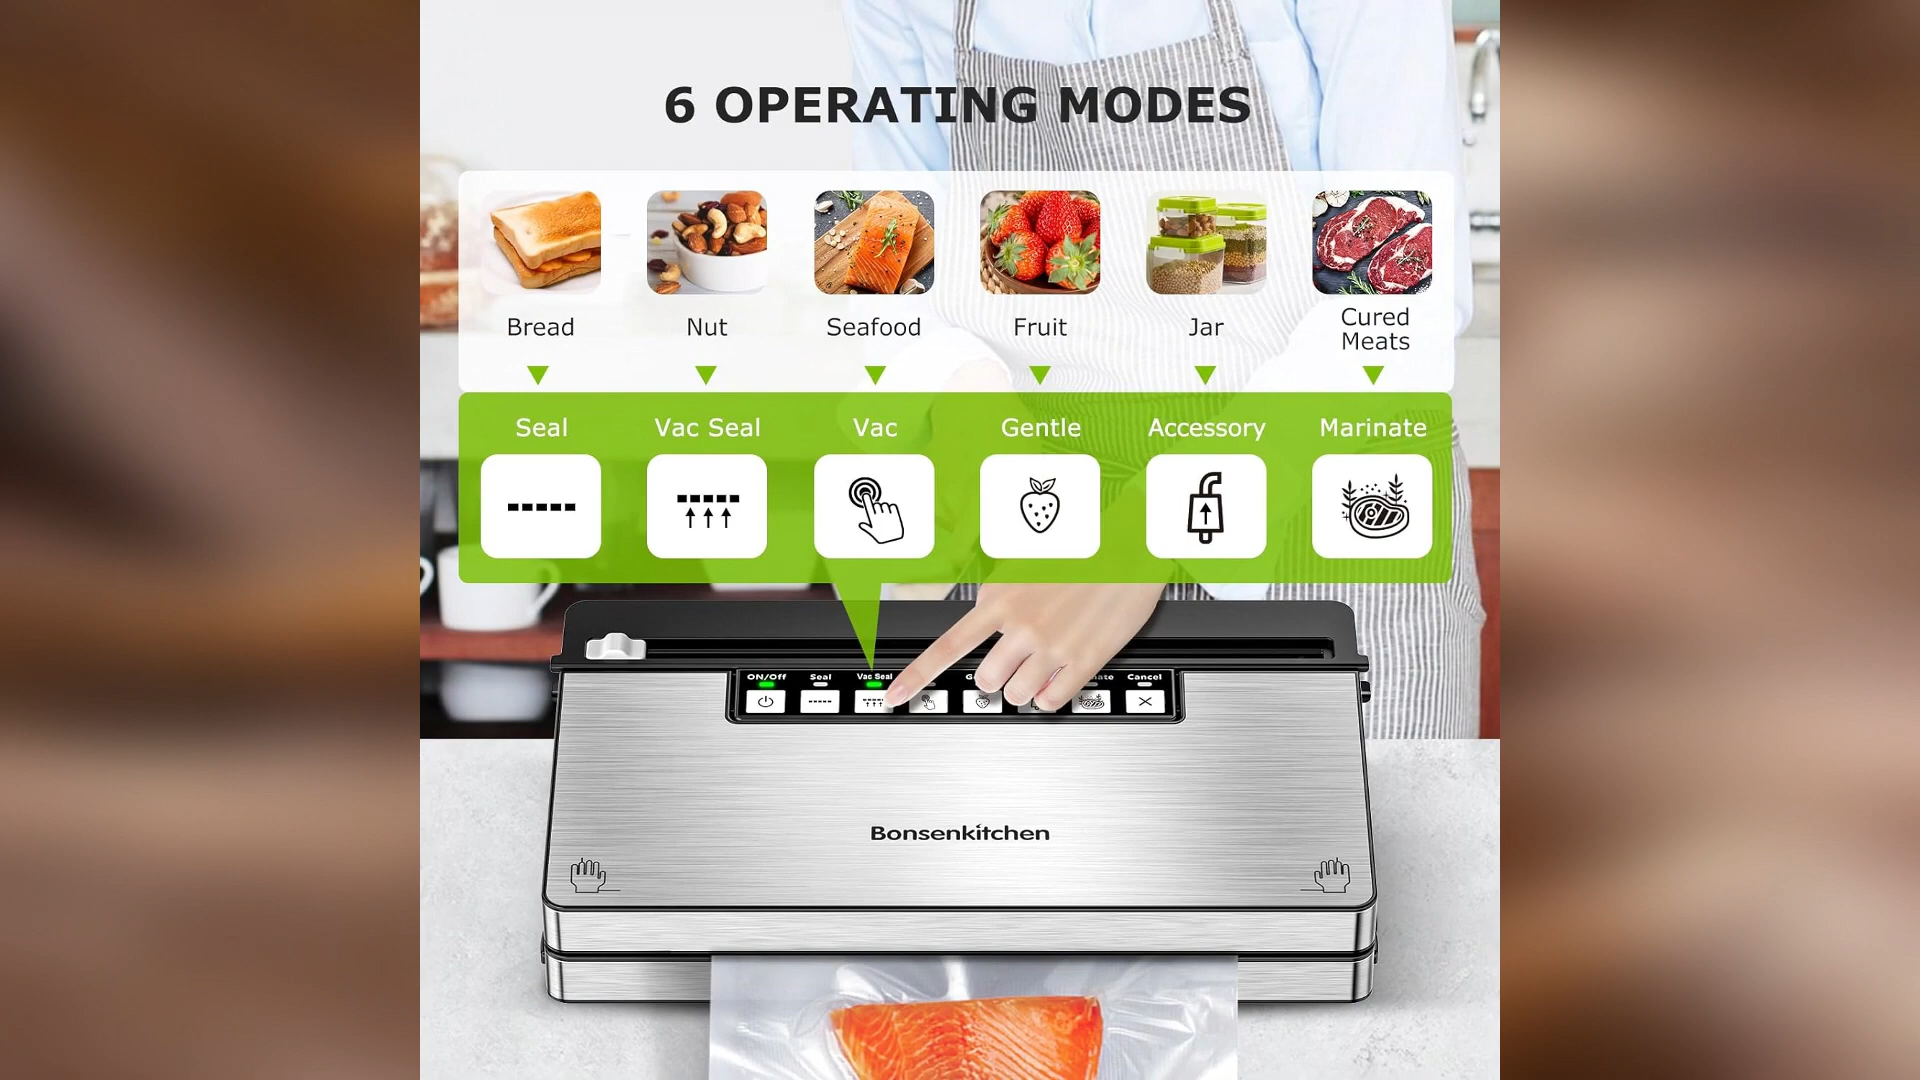 6 OPERATING MODES
Bread Nut Seafood Fruit Jar Cured Meats
Seal Vac Seal Vac Gentle Accessory Marinate
ON/Off Seal Vac Seal Cancel
Bonsenkitchen